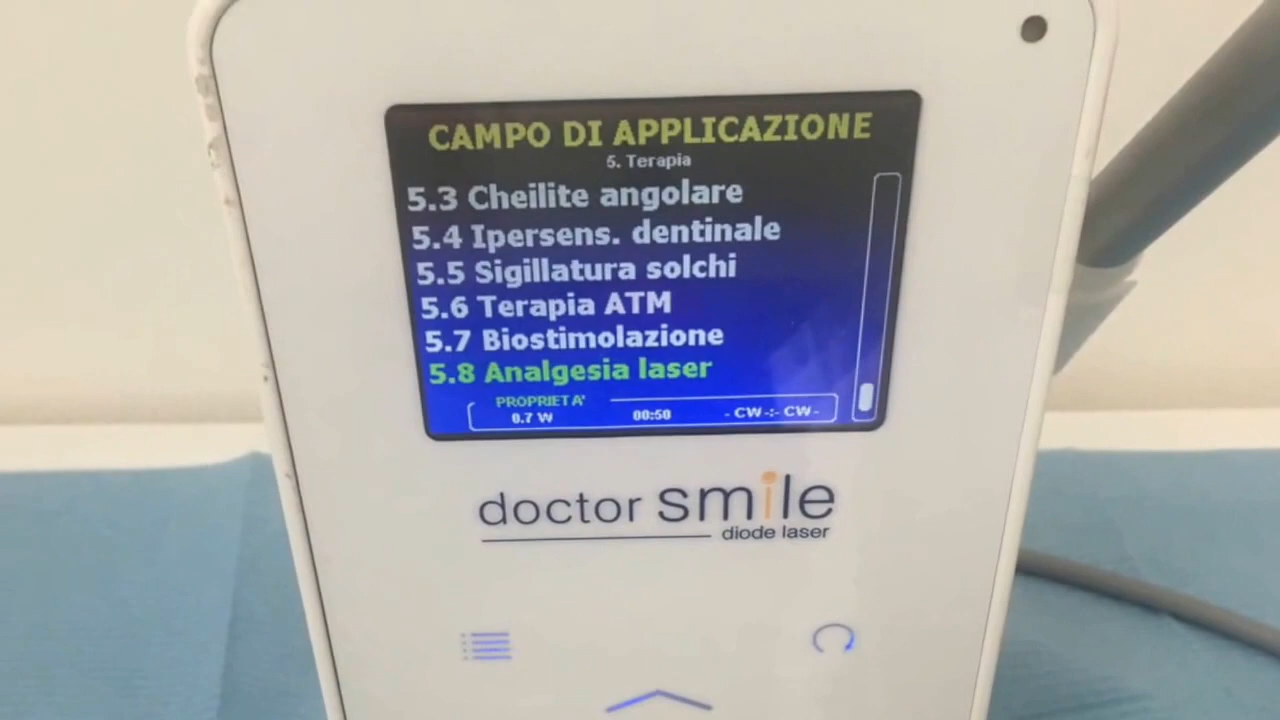 CAMPO DI APPLICAZIONE
5. Terapia
5.3 Cheilite angolare
5.4 Ipersens. dentinale
5.5 Sigillatura solchi
5.6 Terapia ATM
5.7 Biostimolazione
5.8 Analgesia laser
PROPRIETA'
0.7 W 00:50 - CW -:- CW -
doctor smile
diode laser